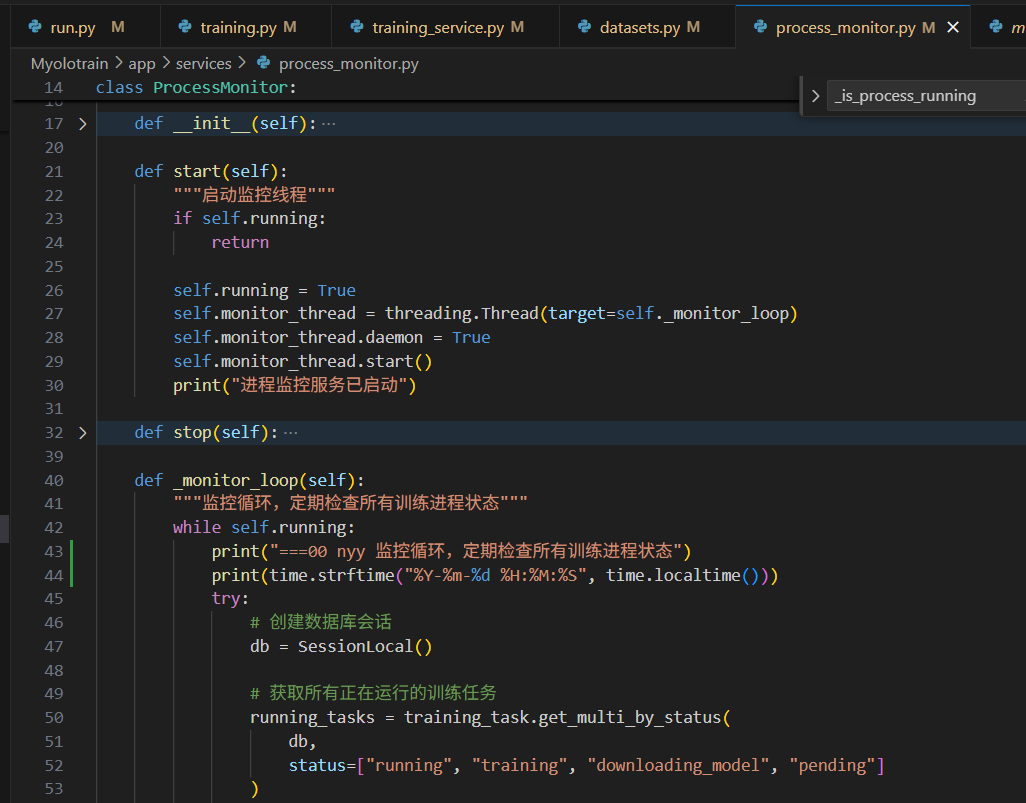 run.py M training.py M training_service.py M datasets.py M process_monitor.py M × m
Myolotrain > app > services > process_monitor.py
14 class ProcessMonitor:
> _is_process_running
17 > def __init__(self): ···
20
21 def start(self):
22 """启动监控线程"""
23 if self.running:
24 return
25
26 self.running = True
27 self.monitor_thread = threading.Thread(target=self._monitor_loop)
28 self.monitor_thread.daemon = True
29 self.monitor_thread.start()
30 print("进程监控服务已启动")
31
32 > def stop(self): ···
39
40 def _monitor_loop(self):
41 """监控循环，定期检查所有训练进程状态"""
42 while self.running:
43 print("===00 nyy 监控循环，定期检查所有训练进程状态")
44 print(time.strftime("%Y-%m-%d %H:%M:%S", time.localtime()))
45 try:
46 # 创建数据库会话
47 db = SessionLocal()
48
49 # 获取所有正在运行的训练任务
50 running_tasks = training_task.get_multi_by_status(
51 db,
52 status=["running", "training", "downloading_model", "pending"]
53 )